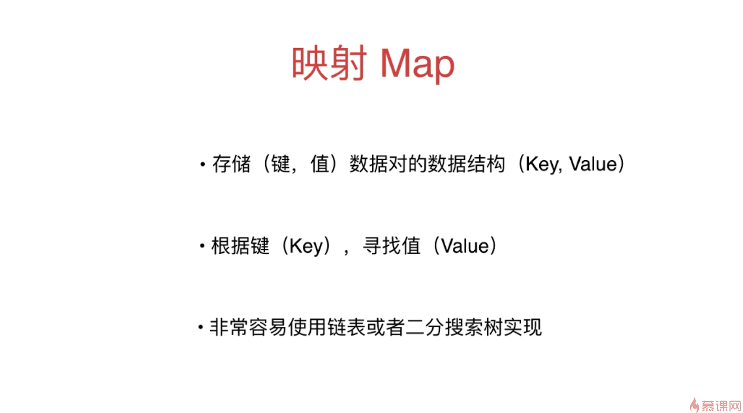 映射 Map
• 存储（键，值）数据对的数据结构（Key, Value）
• 根据键（Key），寻找值（Value）
• 非常容易使用链表或者二分搜索树实现
慕课网